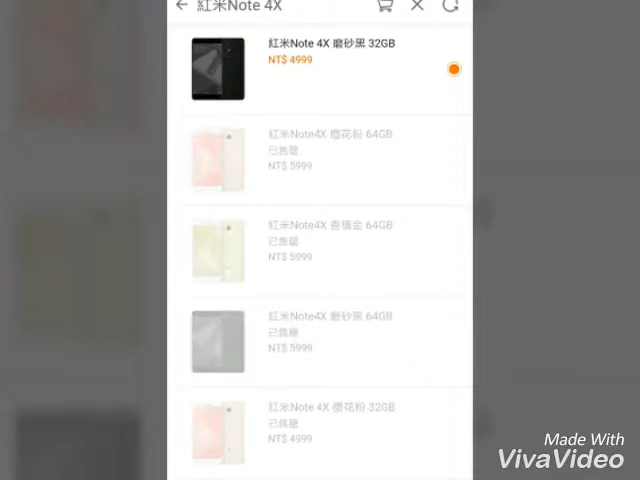 紅米Note 4X
紅米Note 4X 磨砂黑 32GB
NT$ 4999
紅米Note4X 櫻花粉 64GB
已售罄
NT$ 5999
紅米Note4X 香檳金 64GB
已售罄
NT$ 5999
紅米Note4X 磨砂黑 64GB
已售罄
NT$ 5999
紅米Note 4X 櫻花粉 32GB
已售罄
NT$ 4999
Made With
VivaVideo